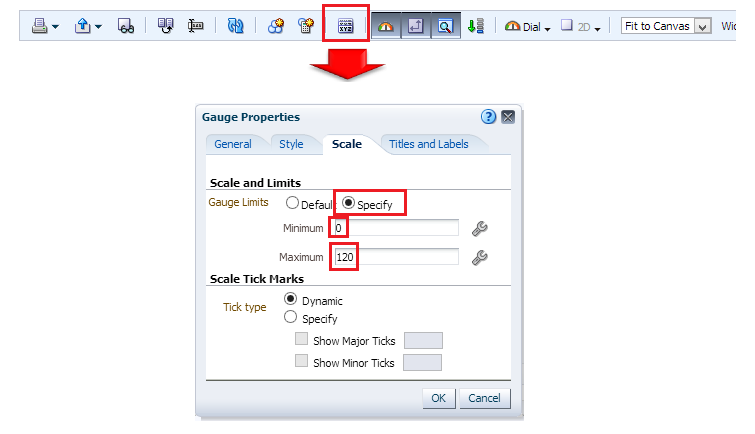 XYZ Dial 2D Fit to Canvas Wid
Gauge Properties
General Style Scale Titles and Labels
Scale and Limits
Gauge Limits Default Specify
Minimum 0
Maximum 120
Scale Tick Marks
Tick type Dynamic
Specify
Show Major Ticks
Show Minor Ticks
OK Cancel